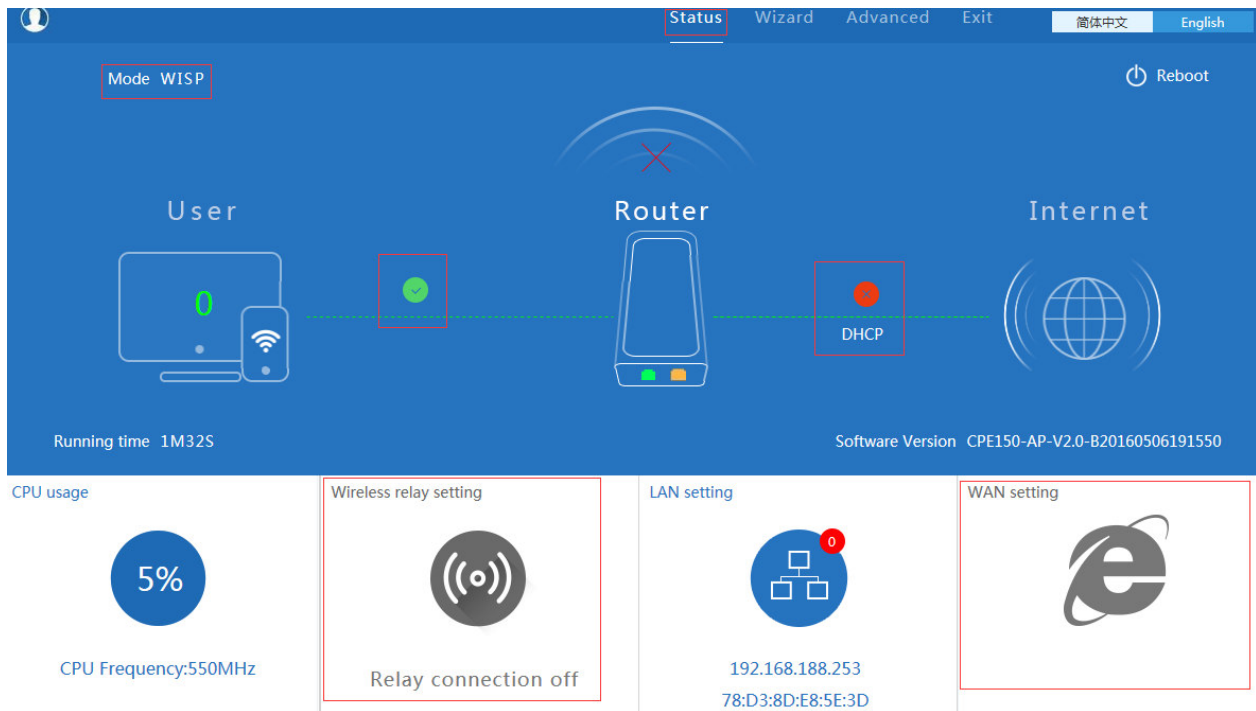 Status Wizard Advanced Exit 简体中文 English
Mode WISP
Reboot
User Router Internet
0
DHCP
Running time 1M32S
Software Version CPE150-AP-V2.0-B20160506191550
CPU usage
Wireless relay setting
LAN setting
WAN setting
0
5%
CPU Frequency:550MHz
Relay connection off
192.168.188.253
78:D3:8D:E8:5E:3D